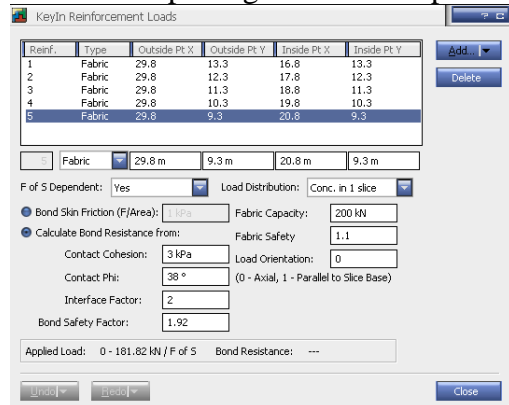 KeyIn Reinforcement Loads
Reinf. Type Outside Pt X Outside Pt Y Inside Pt X Inside Pt Y
1 Fabric 29.8 13.3 16.8 13.3
2 Fabric 29.8 12.3 17.8 12.3
3 Fabric 29.8 11.3 18.8 11.3
4 Fabric 29.8 10.3 19.8 10.3
5 Fabric 29.8 9.3 20.8 9.3
Add...
Delete
5 Fabric 29.8 m 9.3 m 20.8 m 9.3 m
F of S Dependent: Yes Load Distribution: Conc. in 1 slice
Bond Skin Friction (F/Area): 1 kPa Fabric Capacity: 200 kN
Calculate Bond Resistance from: Fabric Safety 1.1
Contact Cohesion: 3 kPa Load Orientation: 0
Contact Phi: 38 ° (0 - Axial, 1 - Parallel to Slice Base)
Interface Factor: 2
Bond Safety Factor: 1.92
Applied Load: 0 - 181.82 kN / F of S Bond Resistance: ---
Undo Redo Close